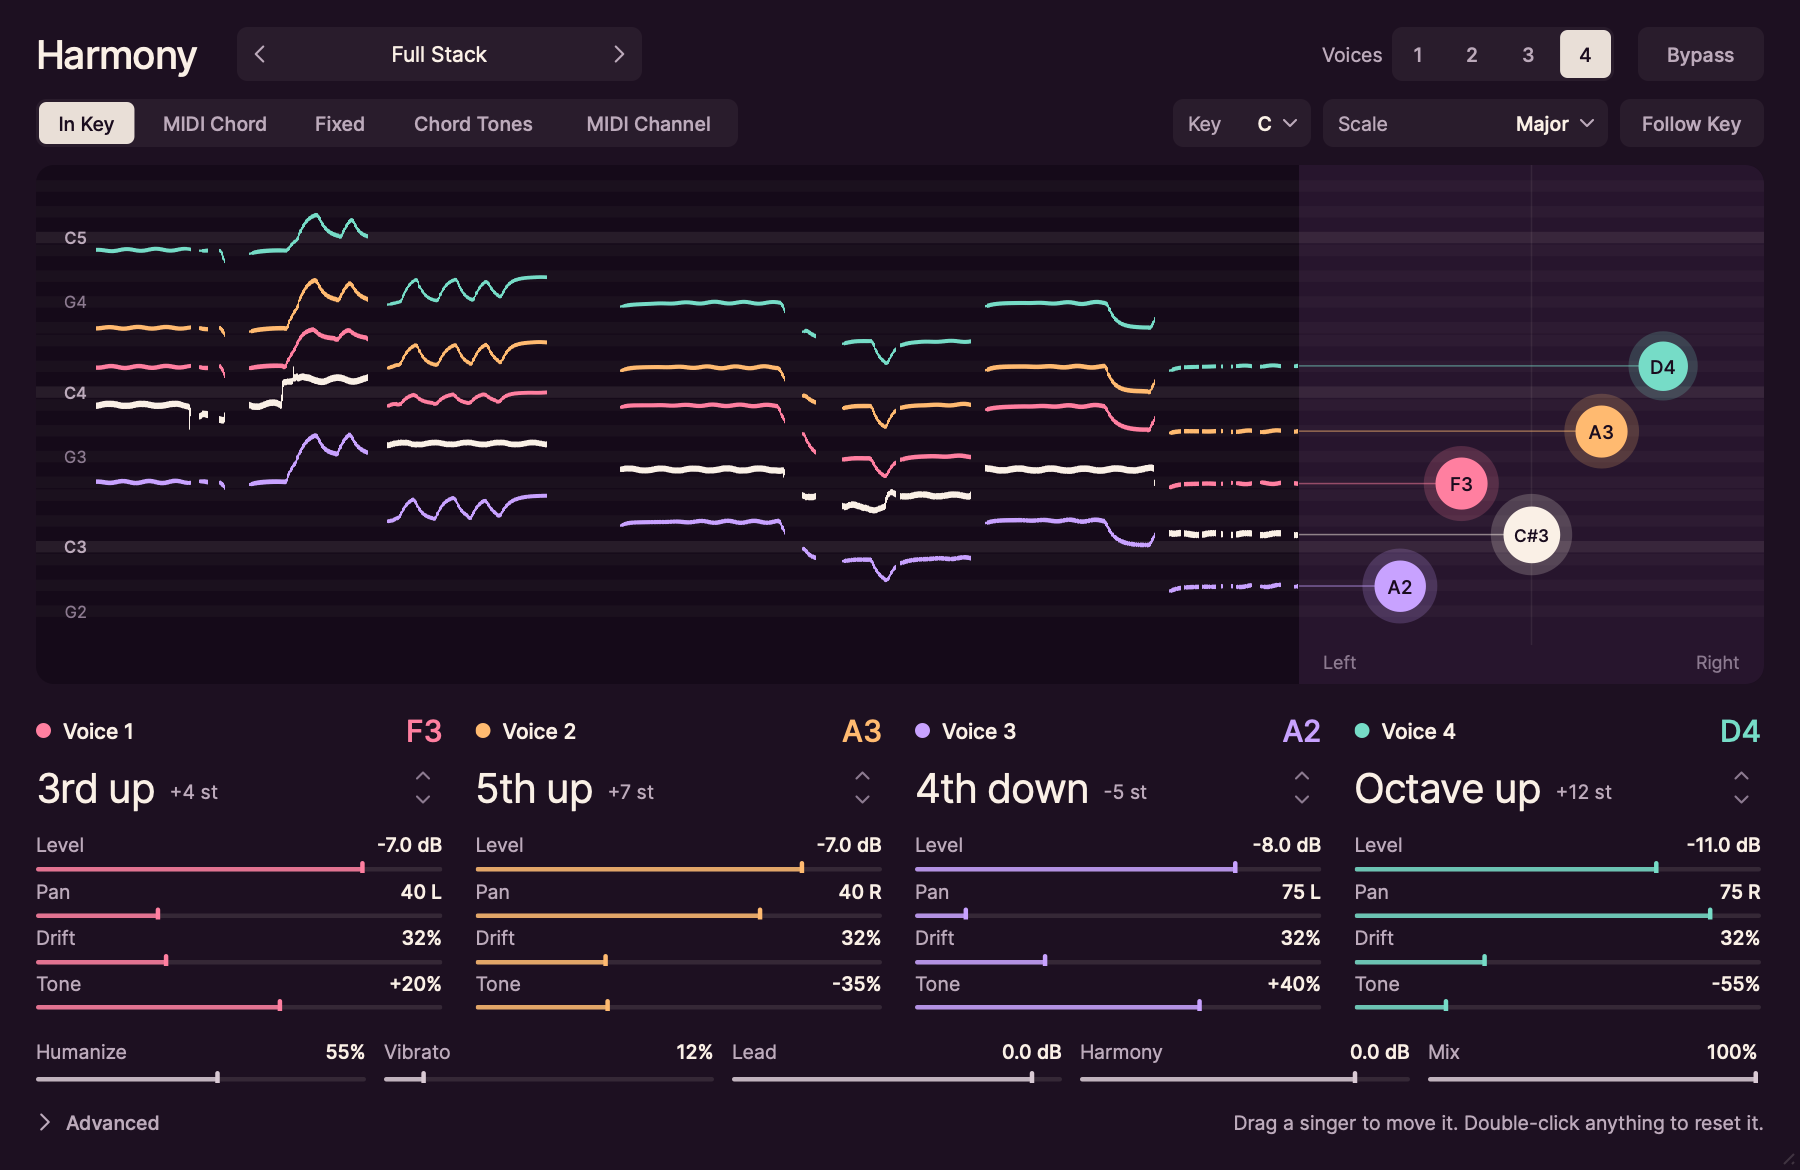 Harmony
Full Stack
Voices 1 2 3 4
Bypass
In Key MIDI Chord Fixed Chord Tones MIDI Channel
Key C
Scale Major
Follow Key
C5
G4
C4
G3
C3
G2
D4
A3
F3
C#3
A2
Left Right
Voice 1 F3
3rd up +4 st
Level -7.0 dB
Pan 40 L
Drift 32%
Tone +20%
Voice 2 A3
5th up +7 st
Level -7.0 dB
Pan 40 R
Drift 32%
Tone -35%
Voice 3 A2
4th down -5 st
Level -8.0 dB
Pan 75 L
Drift 32%
Tone +40%
Voice 4 D4
Octave up +12 st
Level -11.0 dB
Pan 75 R
Drift 32%
Tone -55%
Humanize 55%
Vibrato 12%
Lead 0.0 dB
Harmony 0.0 dB
Mix 100%
Advanced
Drag a singer to move it. Double-click anything to reset it.